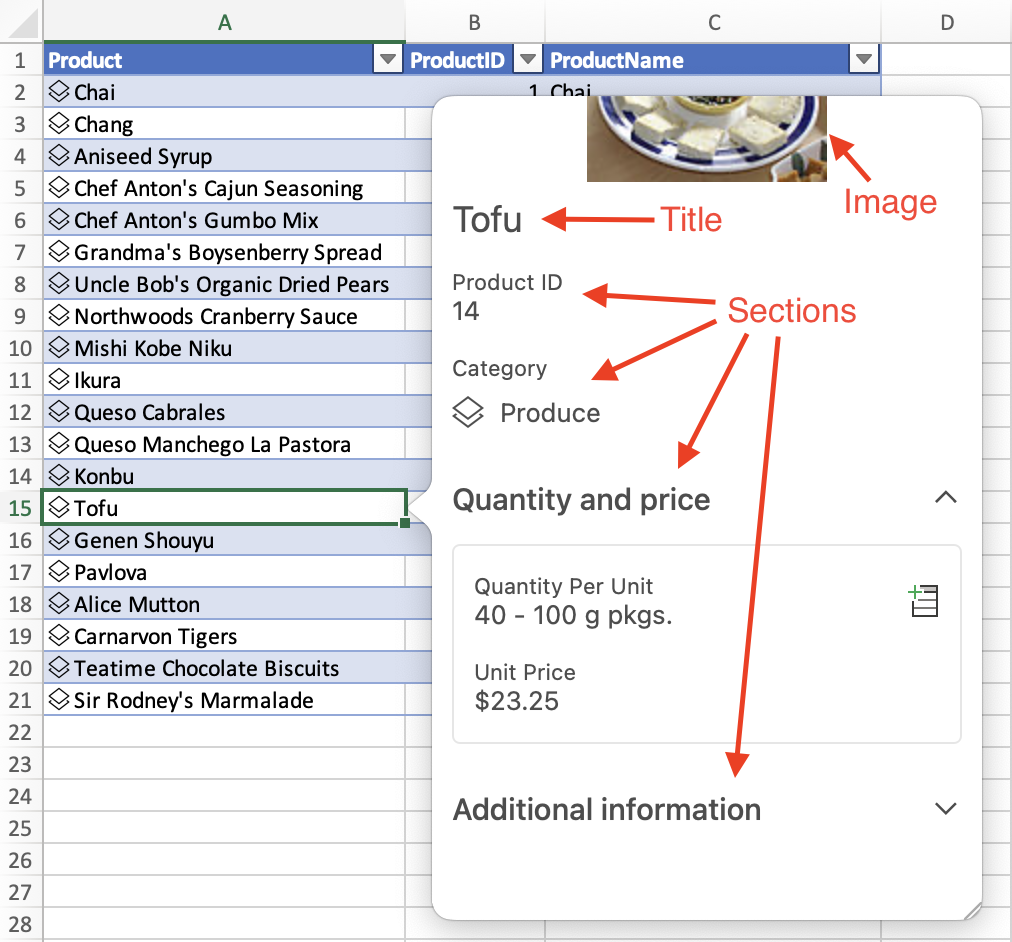 A B C D
1 Product ProductID ProductName
2 Chai 1 Chai
3 Chang
4 Aniseed Syrup
5 Chef Anton's Cajun Seasoning
6 Chef Anton's Gumbo Mix
7 Grandma's Boysenberry Spread
8 Uncle Bob's Organic Dried Pears
9 Northwoods Cranberry Sauce
10 Mishi Kobe Niku
11 Ikura
12 Queso Cabrales
13 Queso Manchego La Pastora
14 Konbu
15 Tofu
16 Genen Shouyu
17 Pavlova
18 Alice Mutton
19 Carnarvon Tigers
20 Teatime Chocolate Biscuits
21 Sir Rodney's Marmalade
22
23
24
25
26
27
28
Image
Tofu Title
Product ID
14
Sections
Category
Produce
Quantity and price
Quantity Per Unit
40 - 100 g pkgs.
Unit Price
$23.25
Additional information